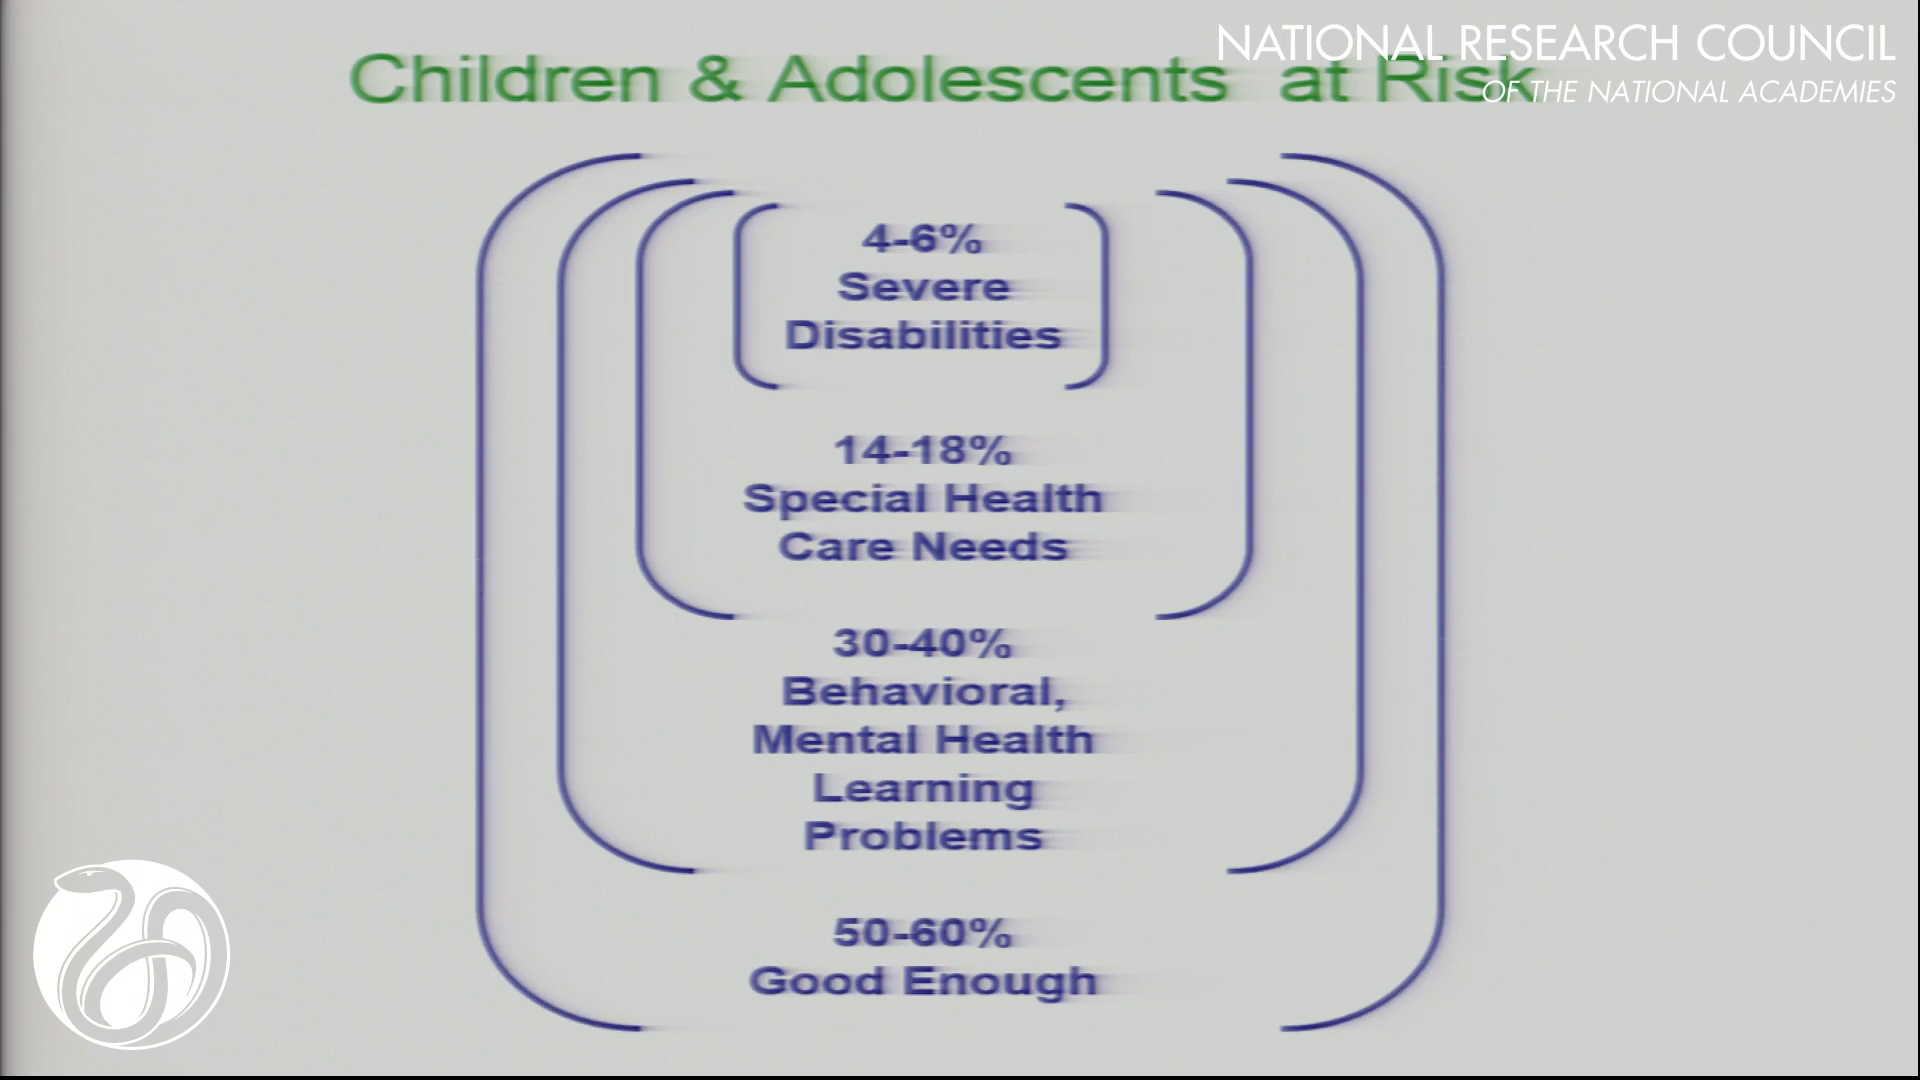 NATIONAL RESEARCH COUNCIL
OF THE NATIONAL ACADEMIES
Children & Adolescents at Risk
4-6%
Severe
Disabilities
14-18%
Special Health
Care Needs
30-40%
Behavioral,
Mental Health
Learning
Problems
50-60%
Good Enough